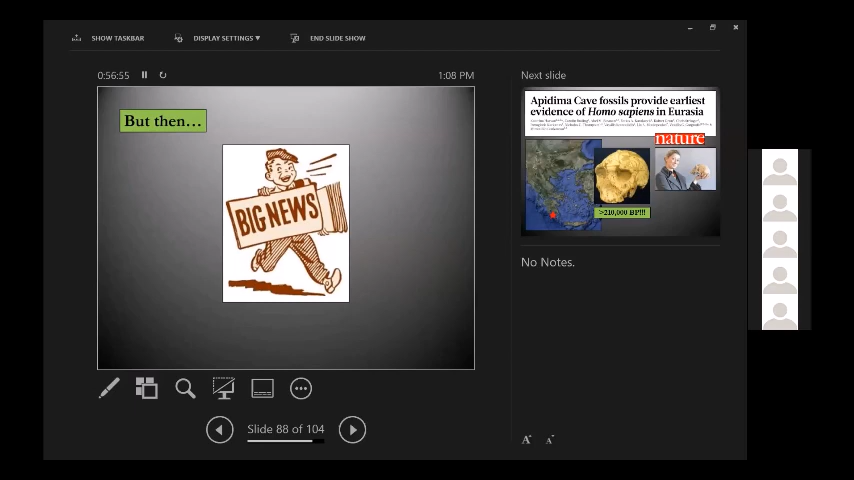 SHOW TASKBAR
DISPLAY SETTINGS ▼
END SLIDE SHOW
0:56:55
1:08 PM
Next slide
But then...
BIG NEWS
Apidima Cave fossils provide earliest
evidence of Homo sapiens in Eurasia
nature
>210,000 BP!!!
No Notes.
Slide 88 of 104
A
A